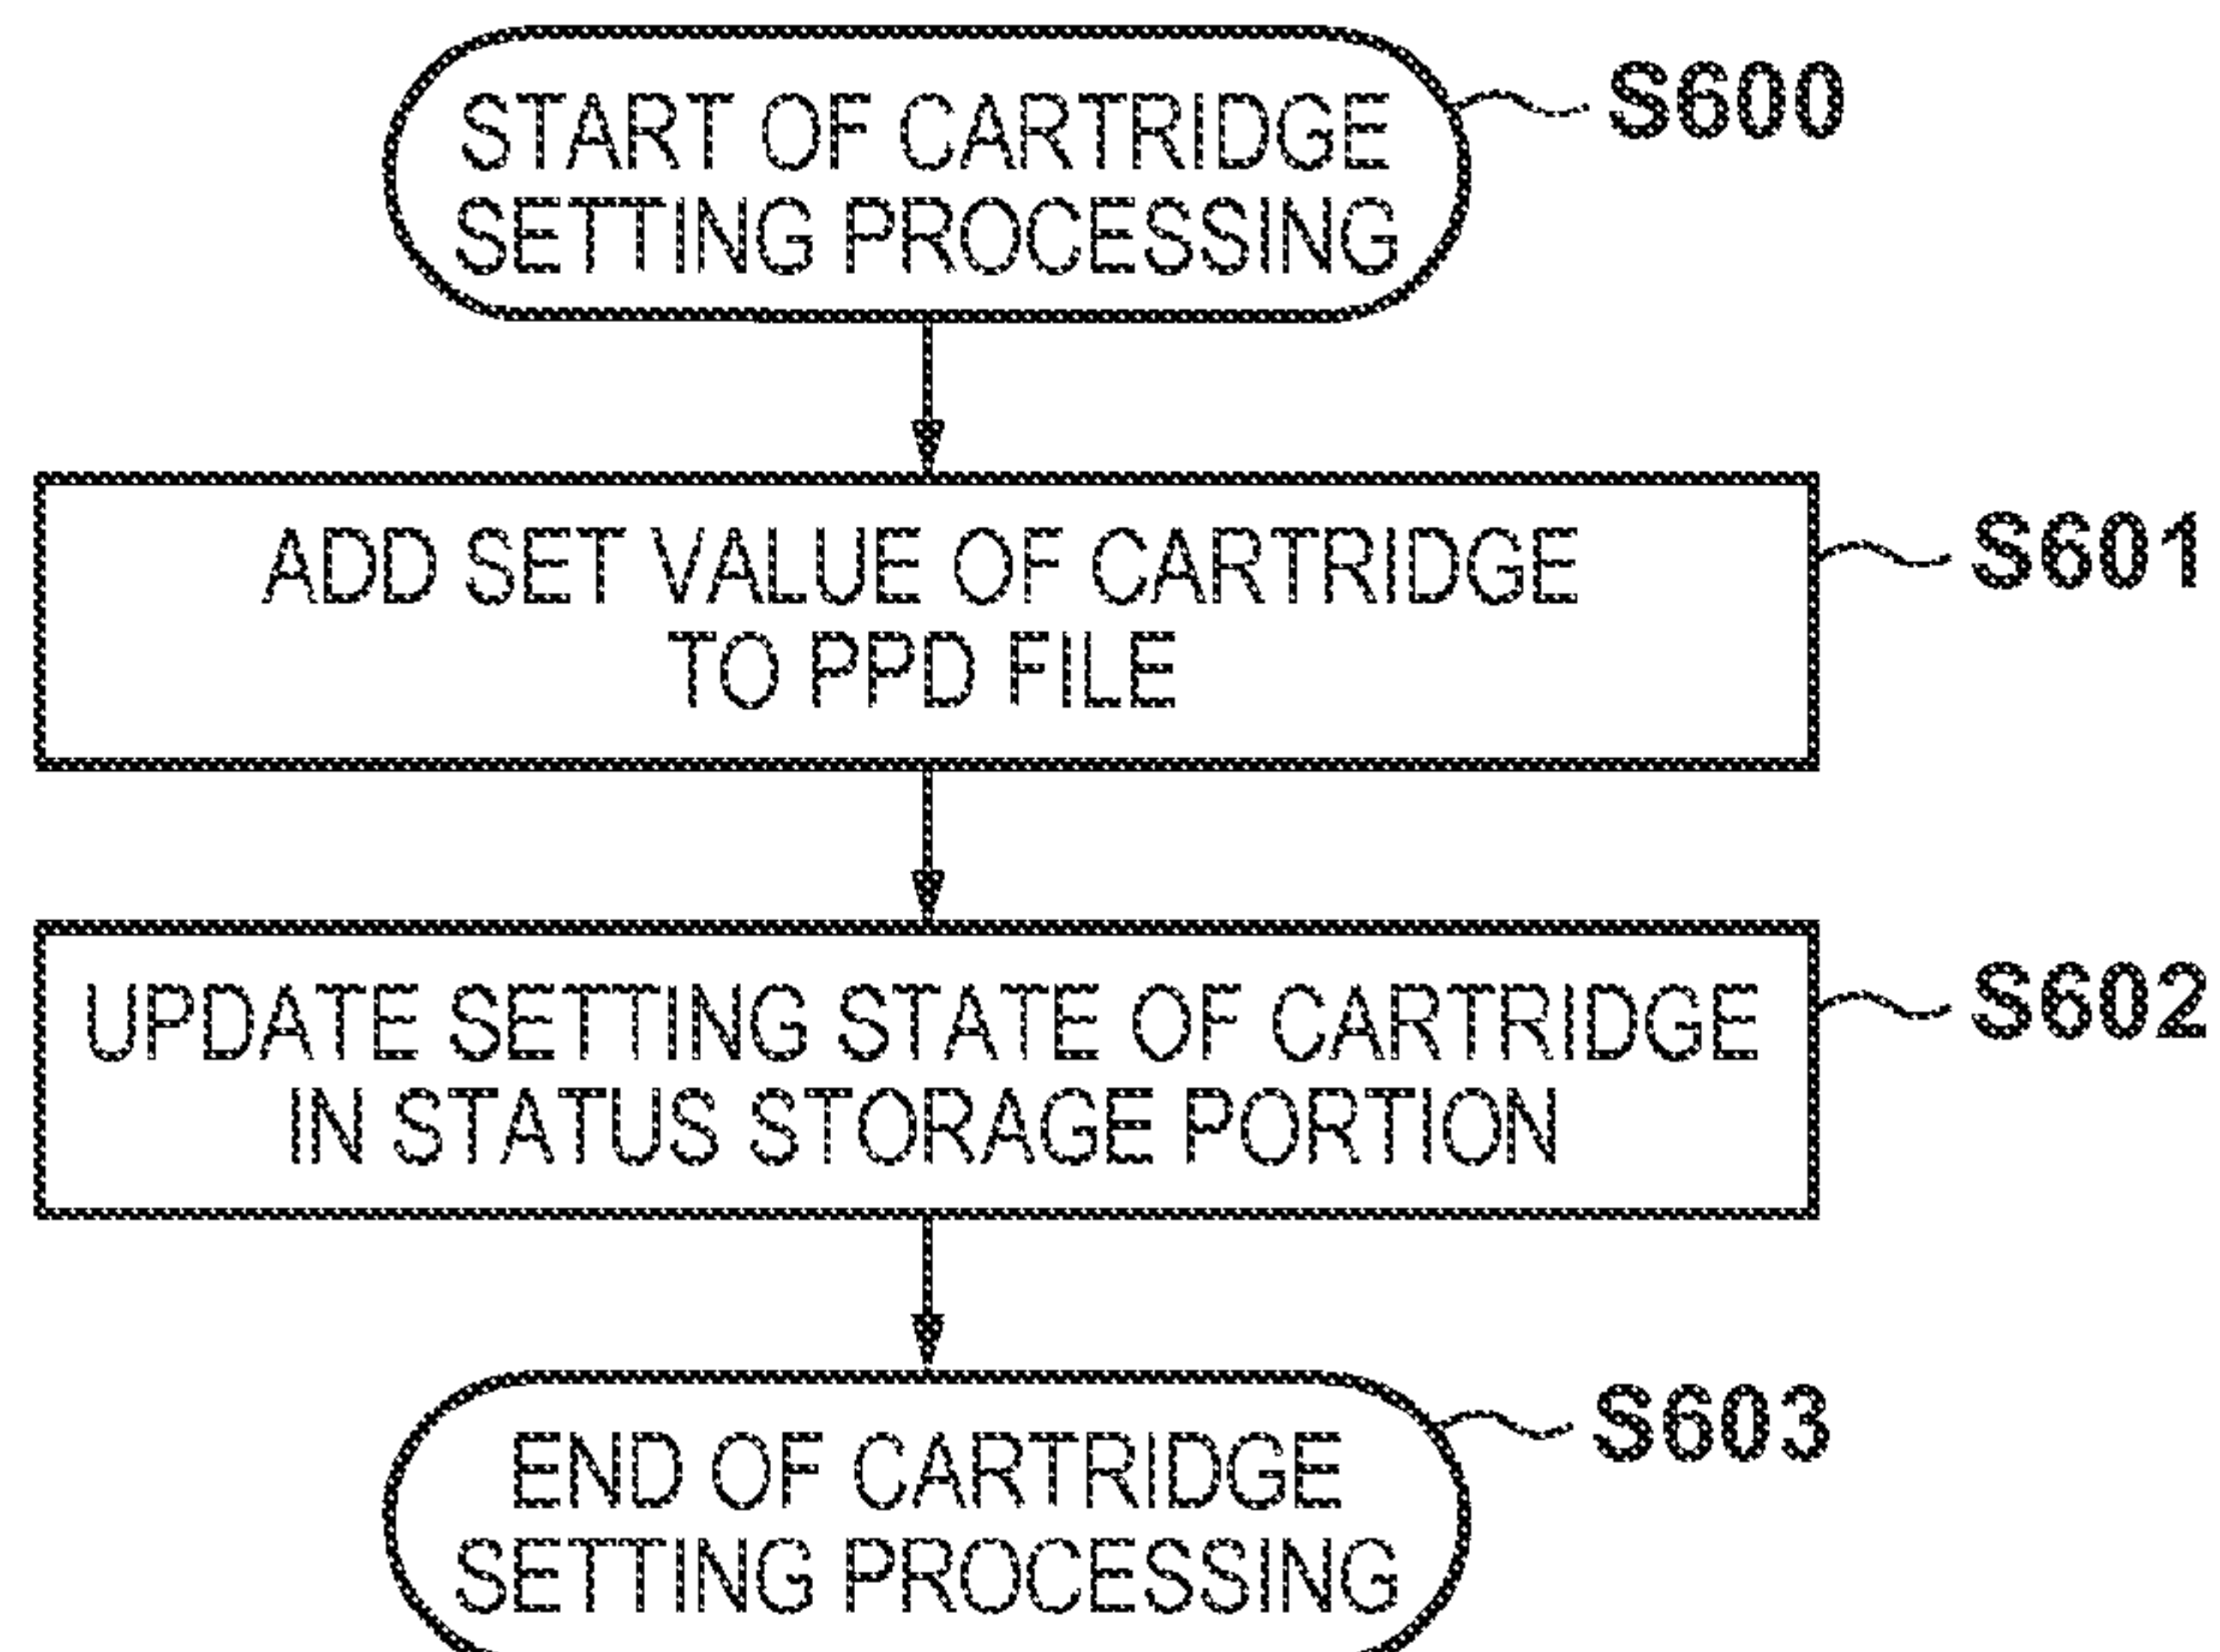 START OF CARTRIDGE
SETTING PROCESSING
S600
ADD SET VALUE OF CARTRIDGE
TO PPD FILE
S601
UPDATE SETTING STATE OF CARTRIDGE
IN STATUS STORAGE PORTION
S602
END OF CARTRIDGE
SETTING PROCESSING
S603